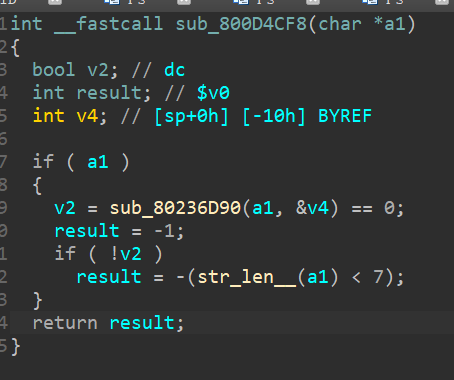 1int __fastcall sub_800D4CF8(char *a1)
2{
3 bool v2; // dc
4 int result; // $v0
5 int v4; // [sp+0h] [-10h] BYREF
6
7 if ( a1 )
8 {
9 v2 = sub_80236D90(a1, &v4) == 0;
0 result = -1;
1 if ( !v2 )
2 result = -(str_len__(a1) < 7);
3 }
4 return result;
5}